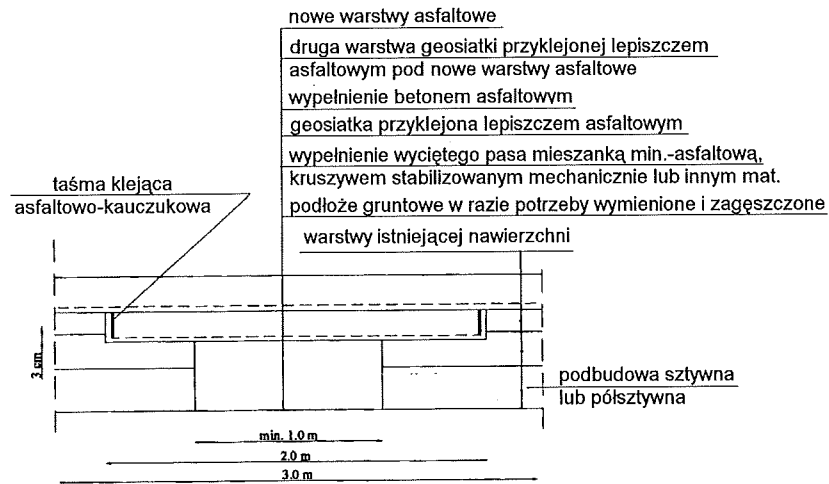 nowe warstwy asfaltowe
druga warstwa geosiatki przyklejonej lepiszczem
asfaltowym pod nowe warstwy asfaltowe
wypełnienie betonem asfaltowym
geosiatka przyklejona lepiszczem asfaltowym
wypełnienie wyciętego pasa mieszanką min.-asfaltową,
kruszywem stabilizowanym mechanicznie lub innym mat.
podłoże gruntowe w razie potrzeby wymienione i zagęszczone
warstwy istniejącej nawierzchni
taśma klejąca
asfaltowo-kauczukowa
3 cm
podbudowa sztywna
lub półsztywna
min. 1.0 m
2.0 m
3.0 m